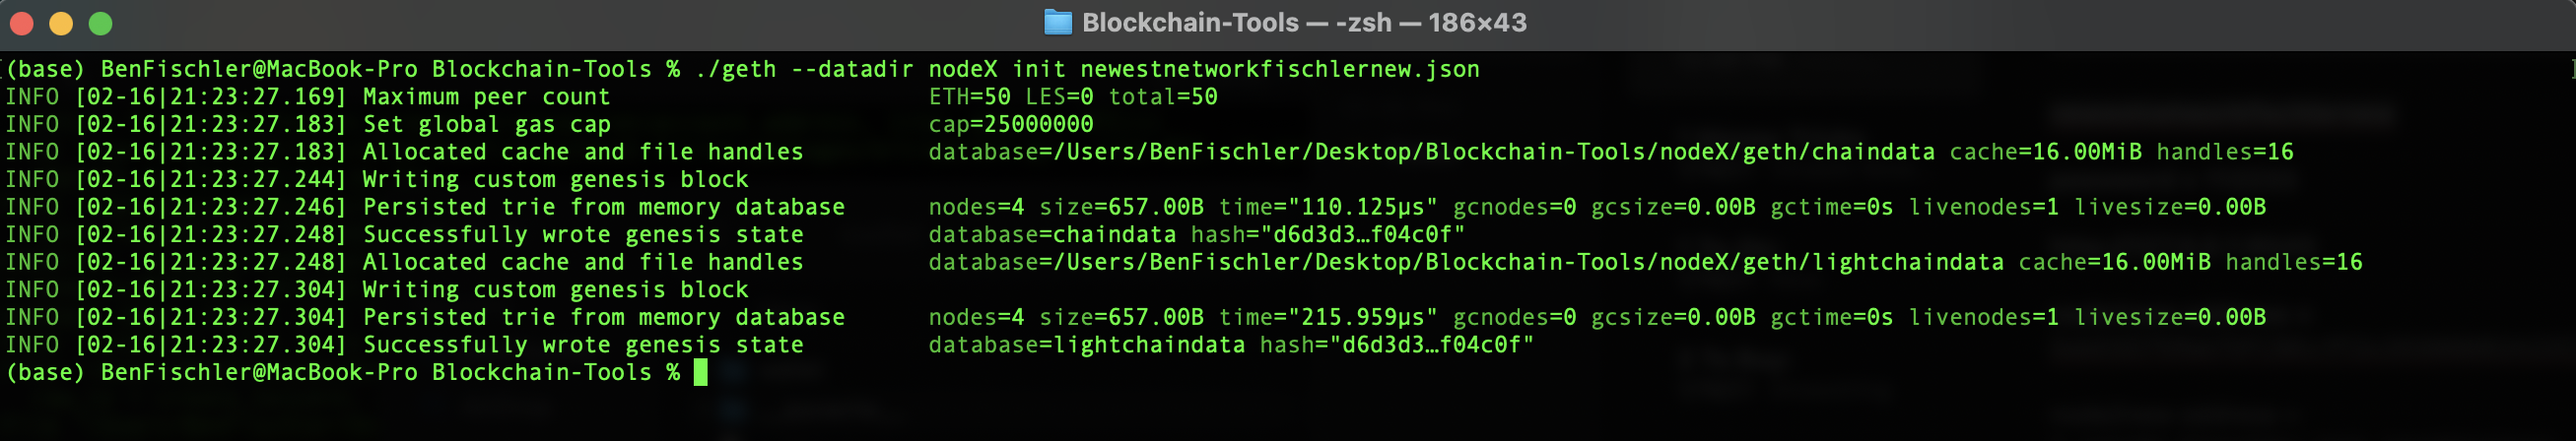 Blockchain-Tools — -zsh — 186×43
(base) BenFischler@MacBook-Pro Blockchain-Tools % ./geth --datadir nodeX init newestnetworkfischlernew.json
INFO [02-16|21:23:27.169] Maximum peer count                       ETH=50 LES=0 total=50
INFO [02-16|21:23:27.183] Set global gas cap                       cap=25000000
INFO [02-16|21:23:27.183] Allocated cache and file handles         database=/Users/BenFischler/Desktop/Blockchain-Tools/nodeX/geth/chaindata cache=16.00MiB handles=16
INFO [02-16|21:23:27.244] Writing custom genesis block
INFO [02-16|21:23:27.246] Persisted trie from memory database      nodes=4 size=657.00B time="110.125µs" gcnodes=0 gcsize=0.00B gctime=0s livenodes=1 livesize=0.00B
INFO [02-16|21:23:27.248] Successfully wrote genesis state         database=chaindata hash="d6d3d3…f04c0f"
INFO [02-16|21:23:27.248] Allocated cache and file handles         database=/Users/BenFischler/Desktop/Blockchain-Tools/nodeX/geth/lightchaindata cache=16.00MiB handles=16
INFO [02-16|21:23:27.304] Writing custom genesis block
INFO [02-16|21:23:27.304] Persisted trie from memory database      nodes=4 size=657.00B time="215.959µs" gcnodes=0 gcsize=0.00B gctime=0s livenodes=1 livesize=0.00B
INFO [02-16|21:23:27.304] Successfully wrote genesis state         database=lightchaindata hash="d6d3d3…f04c0f"
(base) BenFischler@MacBook-Pro Blockchain-Tools %